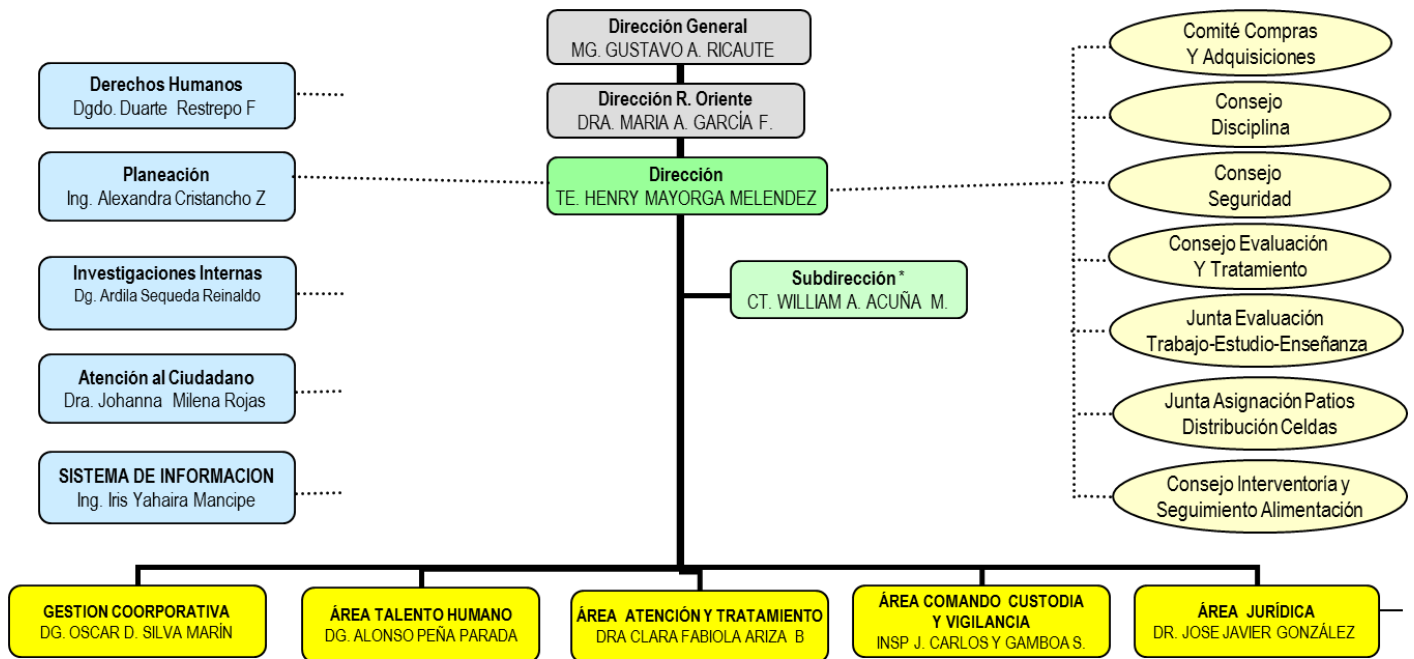 Dirección General
MG. GUSTAVO A. RICAUTE
Dirección R. Oriente
DRA. MARIA A. GARCÍA F.
Dirección
TE. HENRY MAYORGA MELENDEZ
Subdirección *
CT. WILLIAM A. ACUÑA M.
Derechos Humanos
Dgdo. Duarte Restrepo F
Planeación
Ing. Alexandra Cristancho Z
Investigaciones Internas
Dg. Ardila Sequeda Reinaldo
Atención al Ciudadano
Dra. Johanna Milena Rojas
SISTEMA DE INFORMACION
Ing. Iris Yahaira Mancipe
Comité Compras
Y Adquisiciones
Consejo
Disciplina
Consejo
Seguridad
Consejo Evaluación
Y Tratamiento
Junta Evaluación
Trabajo-Estudio-Enseñanza
Junta Asignación Patios
Distribución Celdas
Consejo Interventoría y
Seguimiento Alimentación
GESTION COORPORATIVA
DG. OSCAR D. SILVA MARÍN
ÁREA TALENTO HUMANO
DG. ALONSO PEÑA PARADA
ÁREA ATENCIÓN Y TRATAMIENTO
DRA CLARA FABIOLA ARIZA B
ÁREA COMANDO CUSTODIA
Y VIGILANCIA
INSP J. CARLOS Y GAMBOA S.
ÁREA JURÍDICA
DR. JOSE JAVIER GONZÁLEZ